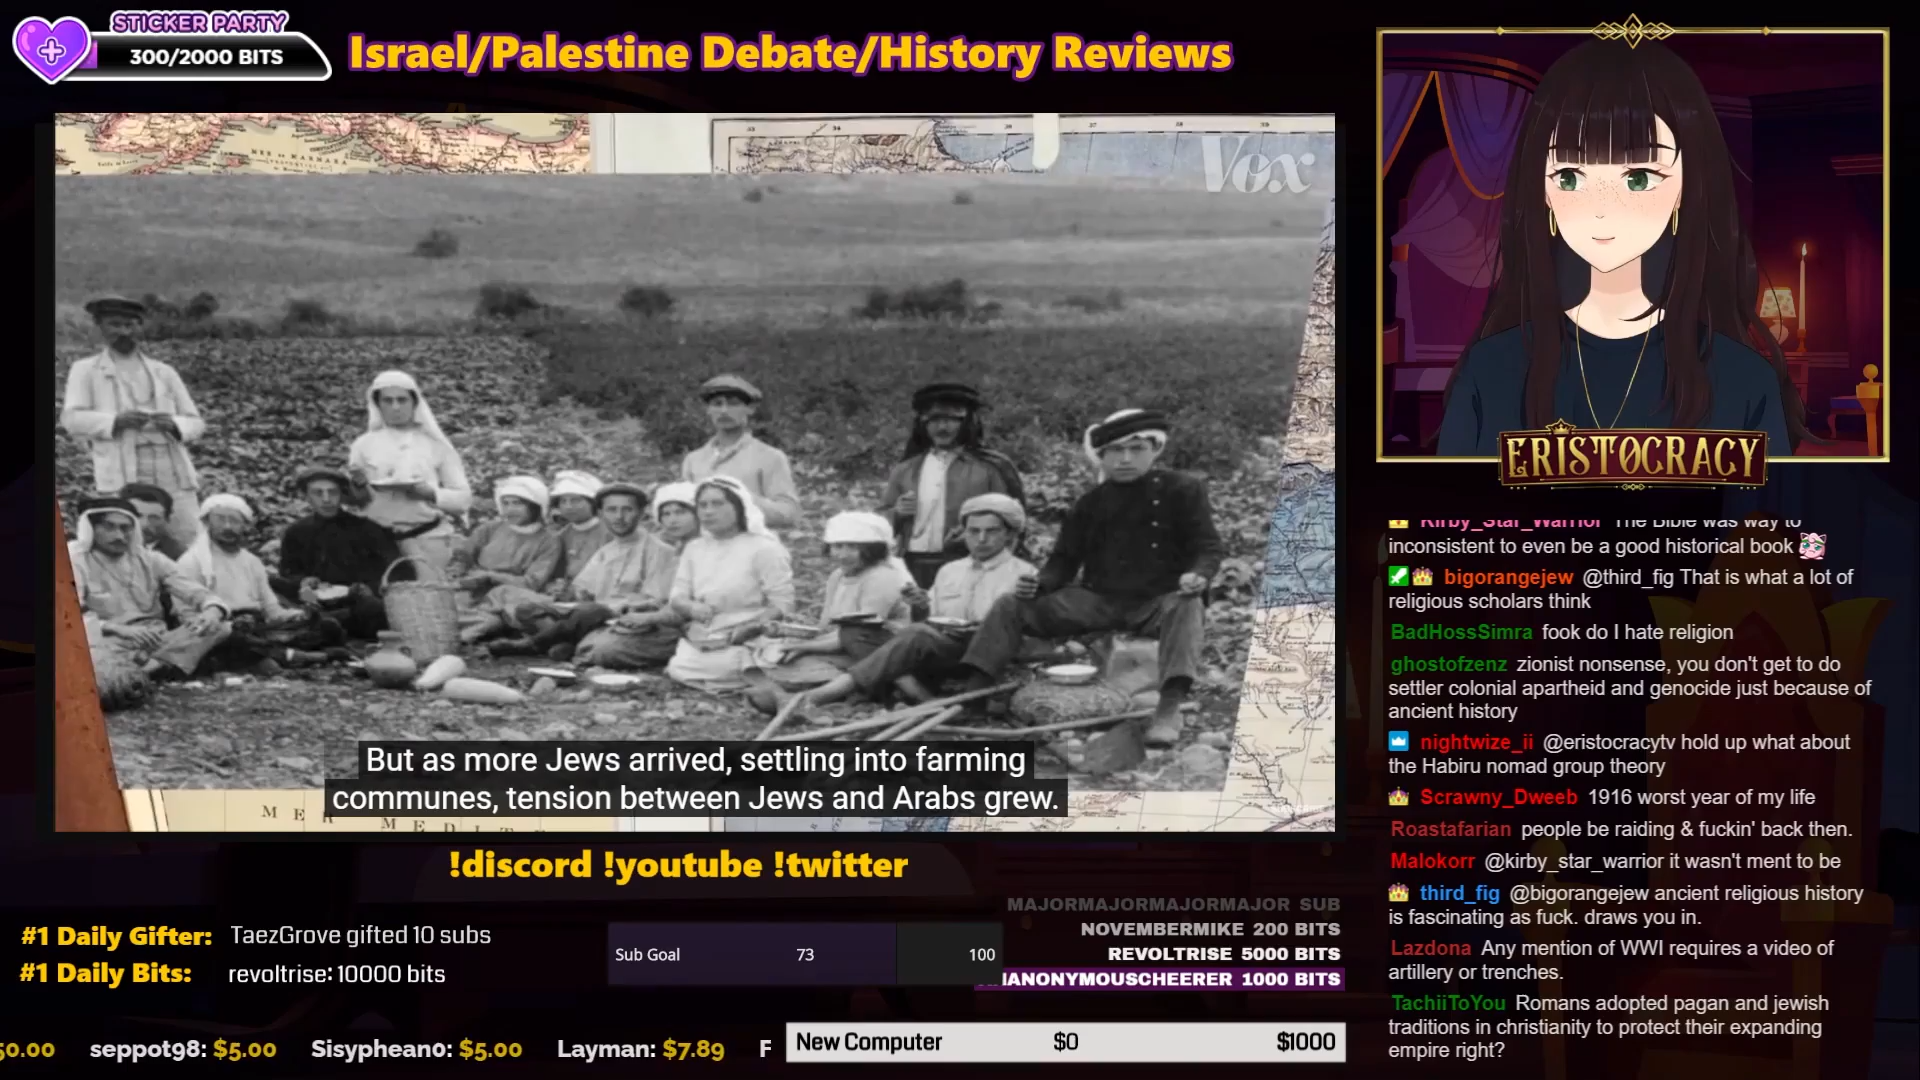 STICKER PARTY
300/2000 BITS
Israel/Palestine Debate/History Reviews
Vox
But as more Jews arrived, settling into farming
communes, tension between Jews and Arabs grew.
!discord !youtube !twitter
#1 Daily Gifter: TaezGrove gifted 10 subs
#1 Daily Bits: revoltrise: 10000 bits
Sub Goal 73 100
MAJORMAJORMAJORMAJOR SUB
NOVEMBERMIKE 200 BITS
REVOLTRISE 5000 BITS
ANONYMOUSCHEERER 1000 BITS
50.00 seppot98: $5.00 Sisyphean0: $5.00 Layman: $7.89 F
New Computer $0 $1000
ERISTOCRACY
Kirby_Star_Warrior The Bible was way to
inconsistent to even be a good historical book
bigorangejew @third_fig That is what a lot of
religious scholars think
BadHossSimra fook do I hate religion
ghostofzenz zionist nonsense, you don't get to do
settler colonial apartheid and genocide just because of
ancient history
nightwize_ii @eristocracytv hold up what about
the Habiru nomad group theory
Scrawny_Dweeb 1916 worst year of my life
Roastafarian people be raiding & fuckin' back then.
Malokorr @kirby_star_warrior it wasn't ment to be
third_fig @bigorangejew ancient religious history
is fascinating as fuck. draws you in.
Lazdona Any mention of WWI requires a video of
artillery or trenches.
TachiiToYou Romans adopted pagan and jewish
traditions in christianity to protect their expanding
empire right?